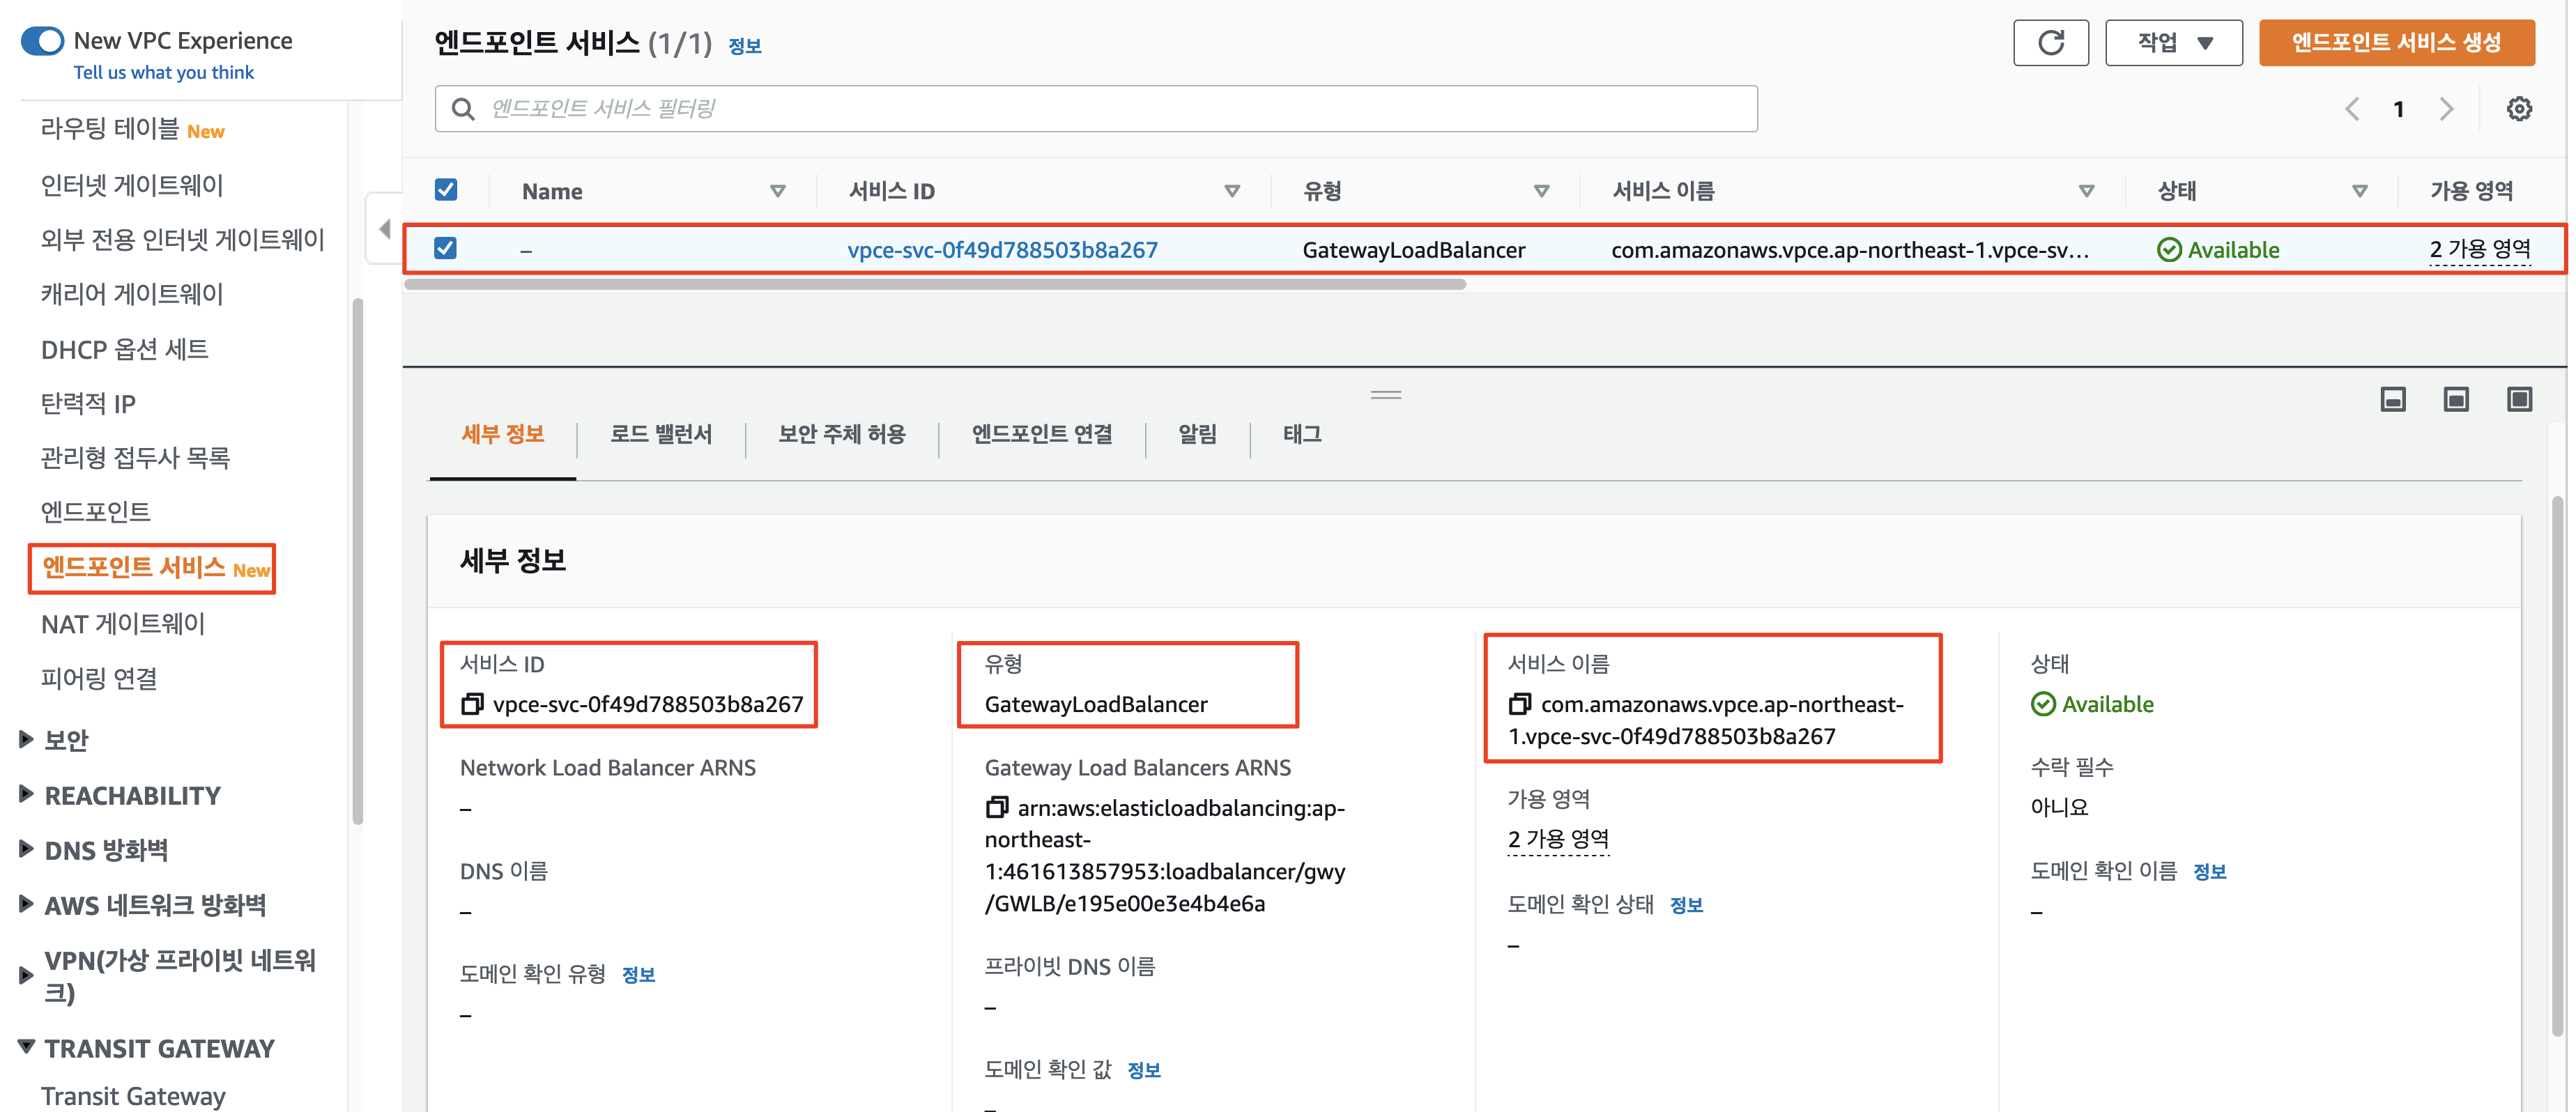 New VPC Experience
Tell us what you think
라우팅 테이블 New
인터넷 게이트웨이
외부 전용 인터넷 게이트웨이
캐리어 게이트웨이
DHCP 옵션 세트
탄력적 IP
관리형 접두사 목록
엔드포인트
엔드포인트 서비스 New
NAT 게이트웨이
피어링 연결
보안
REACHABILITY
DNS 방화벽
AWS 네트워크 방화벽
VPN(가상 프라이빗 네트워
크)
TRANSIT GATEWAY
Transit Gateway
엔드포인트 서비스 (1/1) 정보
작업
엔드포인트 서비스 생성
엔드포인트 서비스 필터링
1
Name 서비스 ID 유형 서비스 이름 상태 가용 영역
– vpce-svc-0f49d788503b8a267 GatewayLoadBalancer com.amazonaws.vpce.ap-northeast-1.vpce-sv... Available 2 가용 영역
세부 정보 로드 밸런서 보안 주체 허용 엔드포인트 연결 알림 태그
세부 정보
서비스 ID
vpce-svc-0f49d788503b8a267
Network Load Balancer ARNS
–
DNS 이름
–
도메인 확인 유형 정보
–
유형
GatewayLoadBalancer
Gateway Load Balancers ARNS
arn:aws:elasticloadbalancing:ap-
northeast-
1:461613857953:loadbalancer/gwy
/GWLB/e195e00e3e4b4e6a
프라이빗 DNS 이름
–
도메인 확인 값 정보
–
서비스 이름
com.amazonaws.vpce.ap-northeast-
1.vpce-svc-0f49d788503b8a267
가용 영역
2 가용 영역
도메인 확인 상태 정보
–
상태
Available
수락 필수
아니요
도메인 확인 이름 정보
–